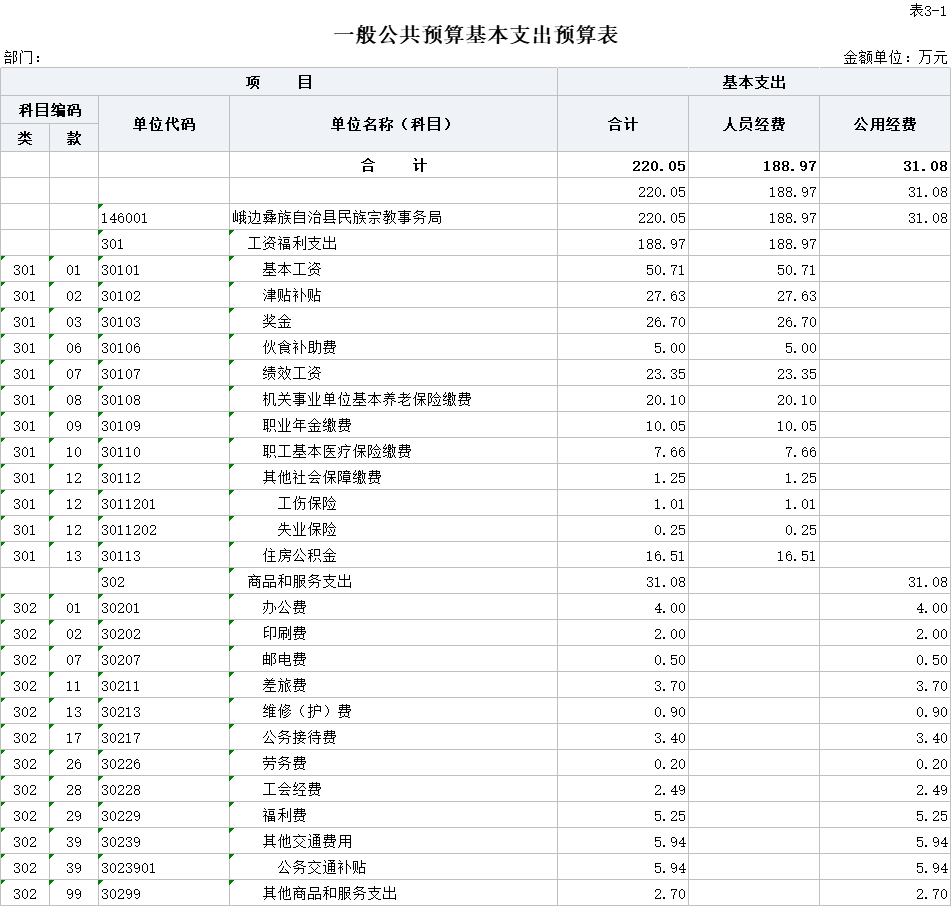 表3-1
一般公共预算基本支出预算表
部门： 金额单位：万元
项 目 基本支出
科目编码 单位代码 单位名称（科目） 合计 人员经费 公用经费
类 款
合 计 220.05 188.97 31.08
220.05 188.97 31.08
146001 峨边彝族自治县民族宗教事务局 220.05 188.97 31.08
301 工资福利支出 188.97 188.97
301 01 30101 基本工资 50.71 50.71
301 02 30102 津贴补贴 27.63 27.63
301 03 30103 奖金 26.70 26.70
301 06 30106 伙食补助费 5.00 5.00
301 07 30107 绩效工资 23.35 23.35
301 08 30108 机关事业单位基本养老保险缴费 20.10 20.10
301 09 30109 职业年金缴费 10.05 10.05
301 10 30110 职工基本医疗保险缴费 7.66 7.66
301 12 30112 其他社会保障缴费 1.25 1.25
301 12 3011201 工伤保险 1.01 1.01
301 12 3011202 失业保险 0.25 0.25
301 13 30113 住房公积金 16.51 16.51
302 商品和服务支出 31.08 31.08
302 01 30201 办公费 4.00 4.00
302 02 30202 印刷费 2.00 2.00
302 07 30207 邮电费 0.50 0.50
302 11 30211 差旅费 3.70 3.70
302 13 30213 维修（护）费 0.90 0.90
302 17 30217 公务接待费 3.40 3.40
302 26 30226 劳务费 0.20 0.20
302 28 30228 工会经费 2.49 2.49
302 29 30229 福利费 5.25 5.25
302 39 30239 其他交通费用 5.94 5.94
302 39 3023901 公务交通补贴 5.94 5.94
302 99 30299 其他商品和服务支出 2.70 2.70